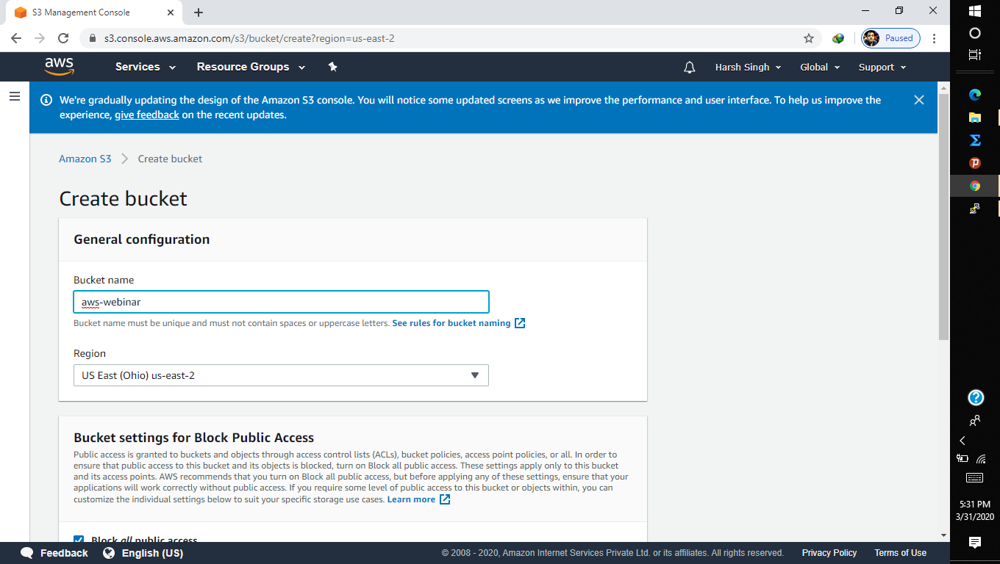 S3 Management Console
s3.console.aws.amazon.com/s3/bucket/create?region=us-east-2
Paused
aws
Services
Resource Groups
Harsh Singh
Global
Support
We're gradually updating the design of the Amazon S3 console. You will notice some updated screens as we improve the performance and user interface. To help us improve the
experience, give feedback on the recent updates.
Amazon S3
Create bucket
Create bucket
General configuration
Bucket name
aws-webinar
Bucket name must be unique and must not contain spaces or uppercase letters. See rules for bucket naming
Region
US East (Ohio) us-east-2
Bucket settings for Block Public Access
Public access is granted to buckets and objects through access control lists (ACLs), bucket policies, access point policies, or all. In order to
ensure that public access to this bucket and its objects is blocked, turn on Block all public access. These settings apply only to this bucket
and its access points. AWS recommends that you turn on Block all public access, but before applying any of these settings, ensure that your
applications will work correctly without public access. If you require some level of public access to this bucket or objects within, you can
customize the individual settings below to suit your specific storage use cases. Learn more
Block all public access
Feedback
English (US)
© 2008 - 2020, Amazon Internet Services Private Ltd. or its affiliates. All rights reserved.
Privacy Policy
Terms of Use
5:31 PM
3/31/2020